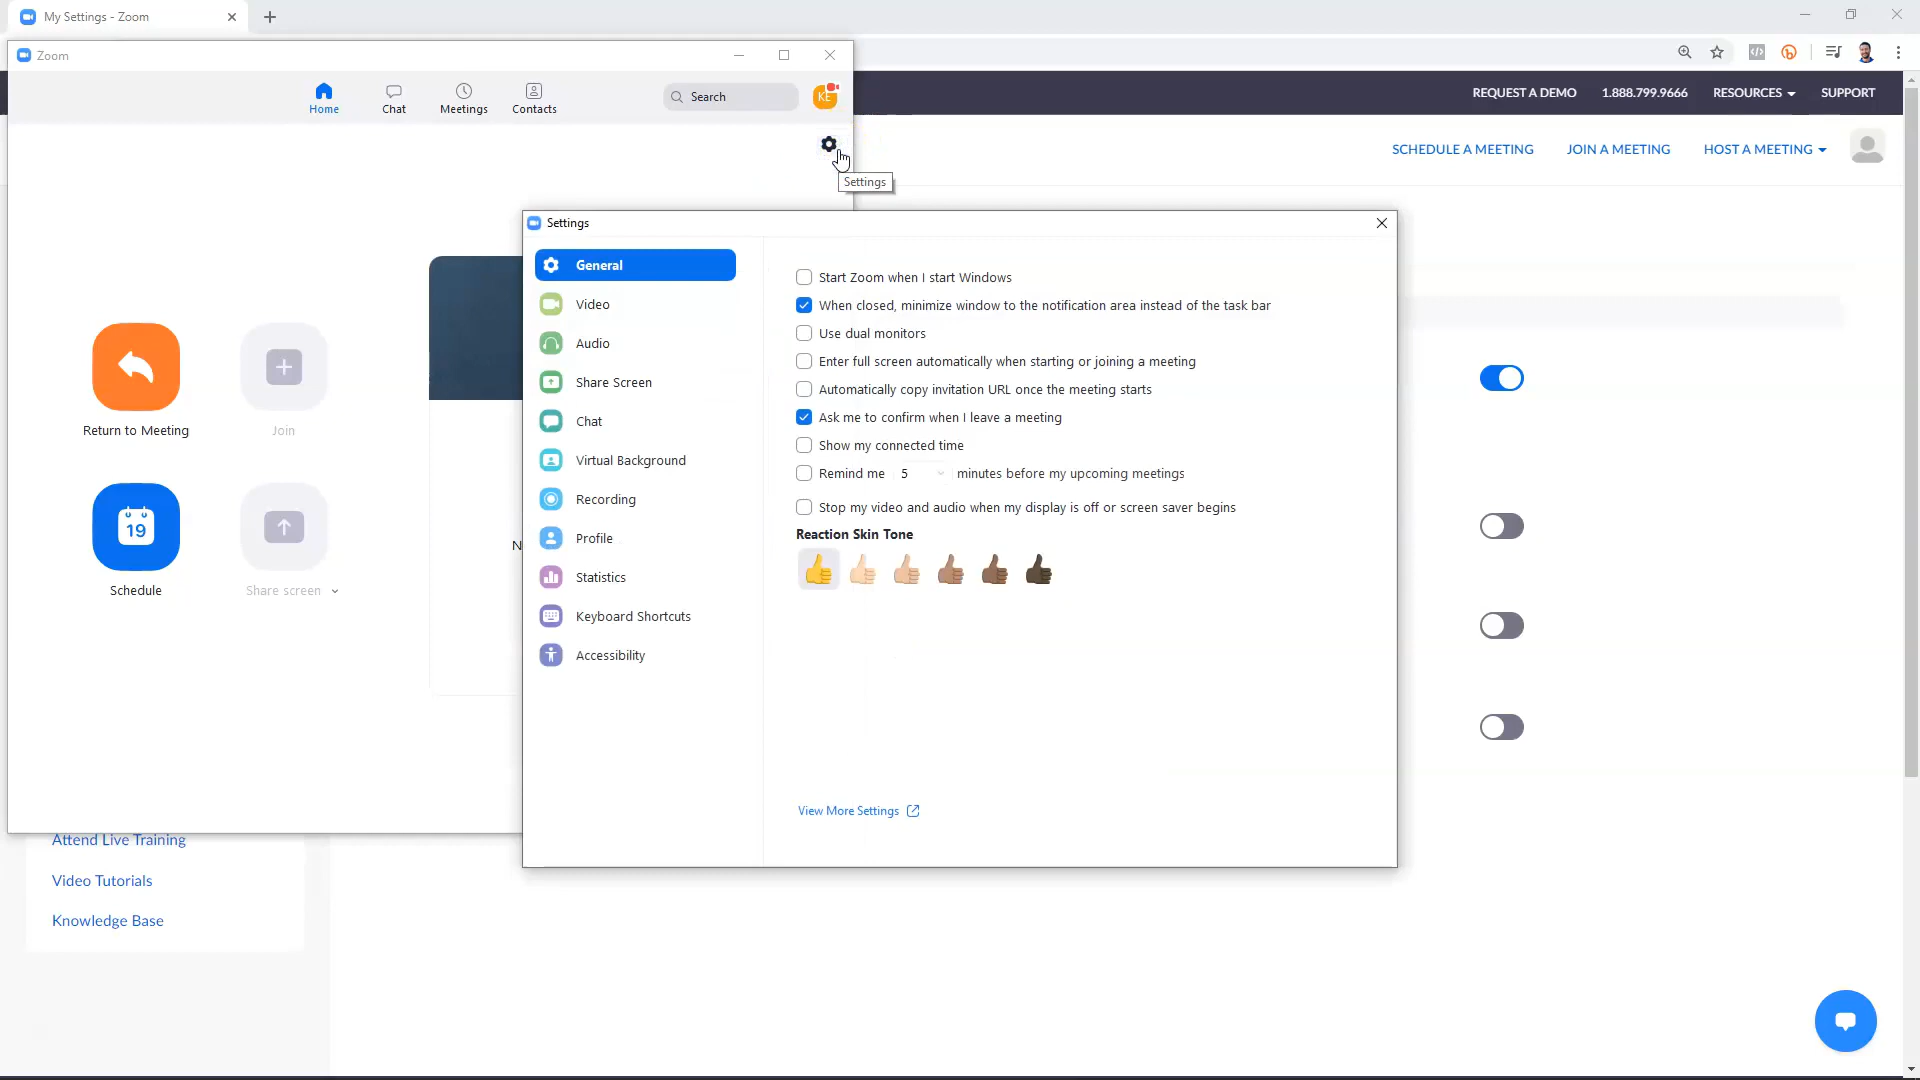 My Settings - Zoom
Zoom
Home
Chat
Meetings
Contacts
Search
KE
REQUEST A DEMO
1.888.799.9666
RESOURCES
SUPPORT
Settings
SCHEDULE A MEETING
JOIN A MEETING
HOST A MEETING
Settings
General
Video
Audio
Share Screen
Chat
Virtual Background
Recording
Profile
Statistics
Keyboard Shortcuts
Accessibility
Start Zoom when I start Windows
When closed, minimize window to the notification area instead of the task bar
Use dual monitors
Enter full screen automatically when starting or joining a meeting
Automatically copy invitation URL once the meeting starts
Ask me to confirm when I leave a meeting
Show my connected time
Remind me 5 minutes before my upcoming meetings
Stop my video and audio when my display is off or screen saver begins
Reaction Skin Tone
View More Settings
Return to Meeting
Join
19
Schedule
Share screen
N
Attend Live Training
Video Tutorials
Knowledge Base